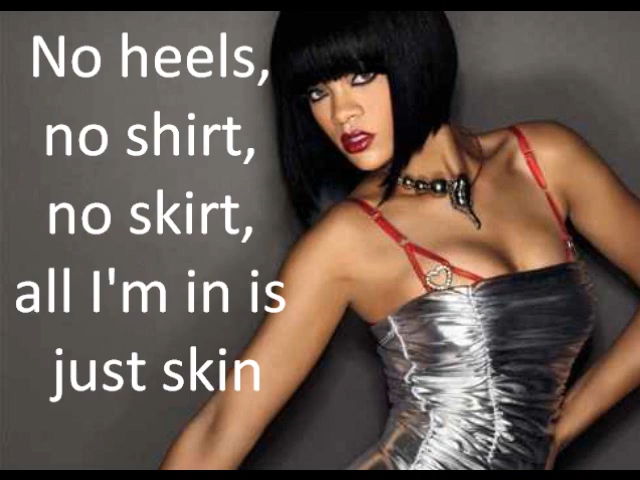 No heels,
no shirt,
no skirt,
all I'm in is
just skin